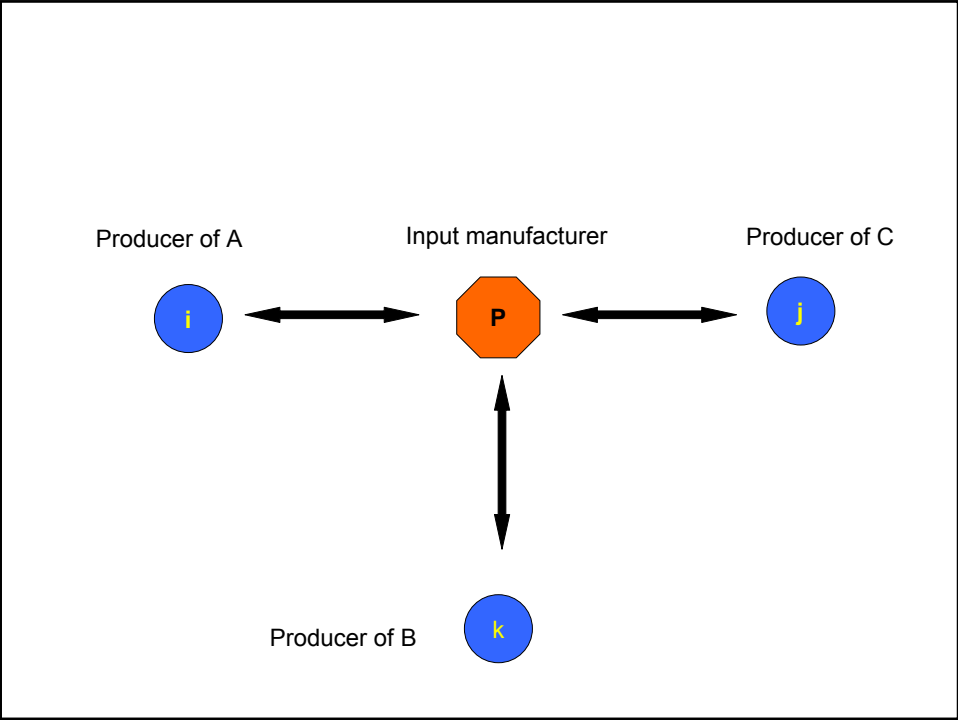 Producer of A
Input manufacturer
Producer of C
i
P
j
Producer of B
k